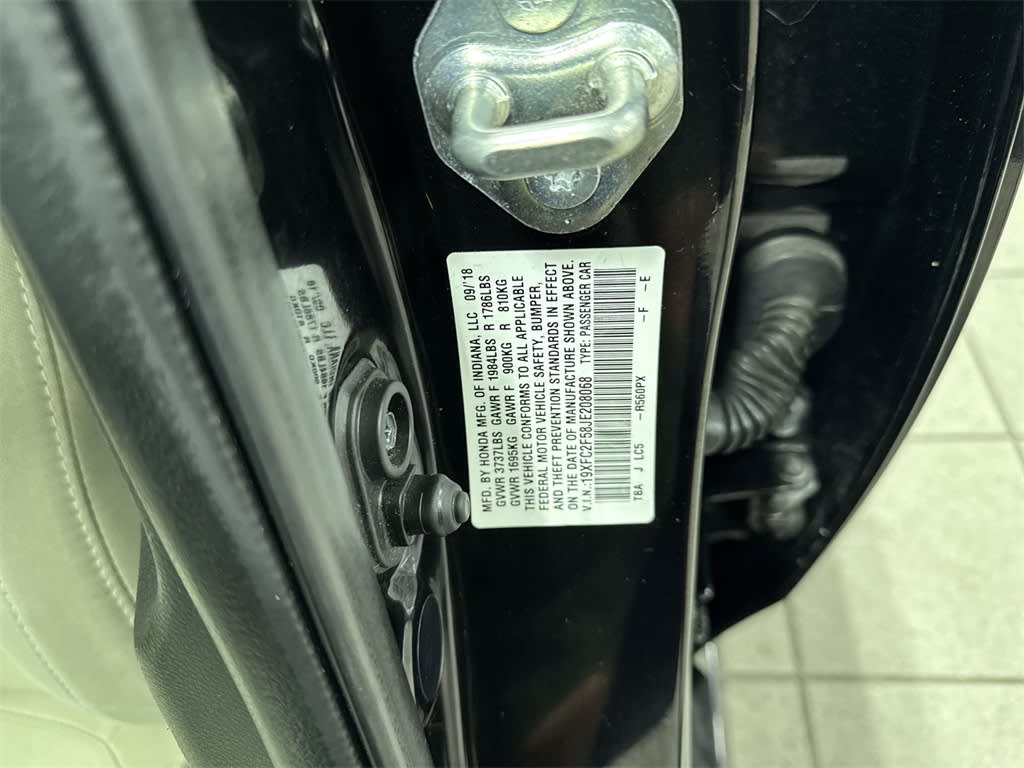 MFD. BY HONDA MFG. OF INDIANA, LLC 09/'18
GVWR 3737LBS GAWR F 1984LBS R 1786LBS
GVWR 1695KG GAWR F 900KG R 810KG
THIS VEHICLE CONFORMS TO ALL APPLICABLE
FEDERAL MOTOR VEHICLE SAFETY, BUMPER,
AND THEFT PREVENTION STANDARDS IN EFFECT
ON THE DATE OF MANUFACTURE SHOWN ABOVE.
V.I.N.:19XFC2F58JE208068 TYPE: PASSENGER CAR
TBA J LC5 -R560PX -F -E